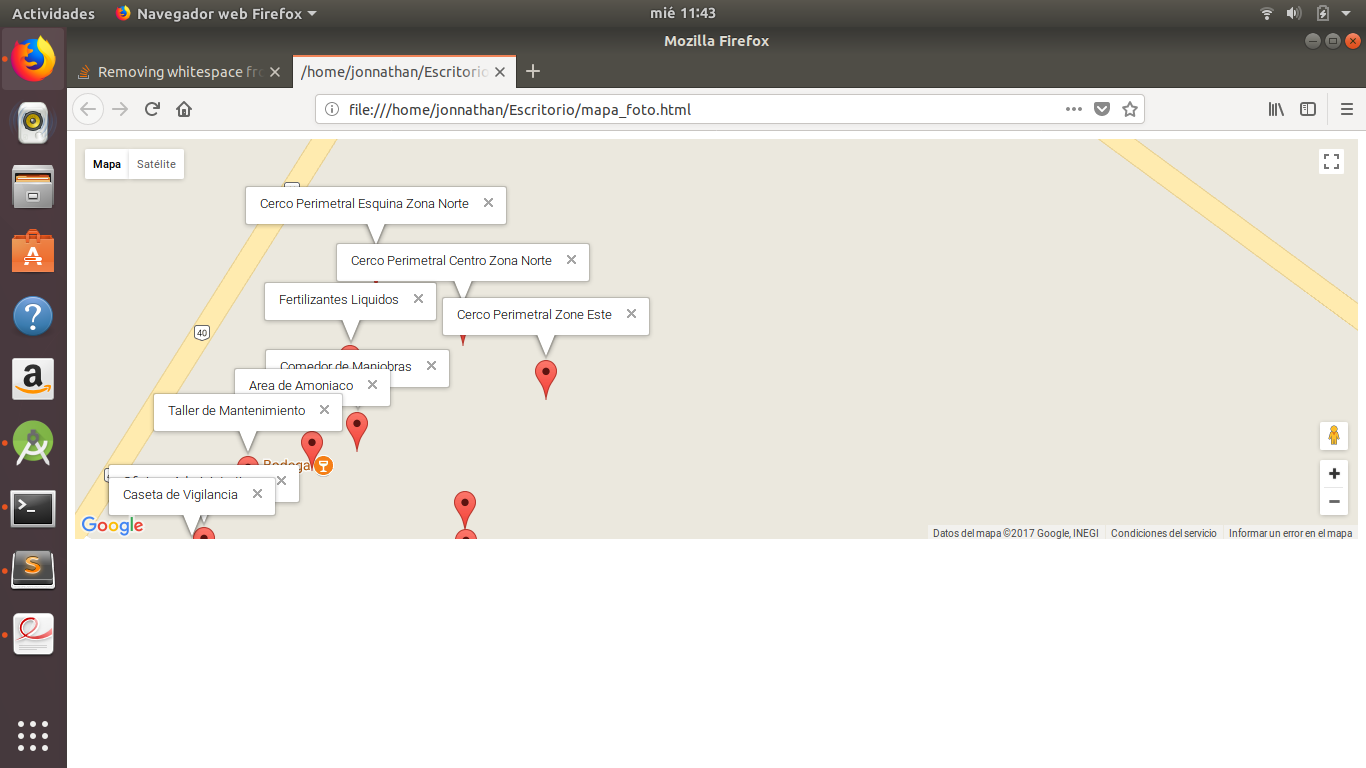 Actividades
Navegador web Firefox
mié 11:43
Mozilla Firefox
Removing whitespace fro
/home/jonnathan/Escritorio
file:///home/jonnathan/Escritorio/mapa_foto.html
Mapa
Satélite
Cerco Perimetral Esquina Zona Norte
Cerco Perimetral Centro Zona Norte
Fertilizantes Liquidos
Cerco Perimetral Zone Este
40
Comedor de Maniobras
Area de Amoniaco
Taller de Mantenimiento
Bodega
Caseta de Vigilancia
Google
Datos del mapa ©2017 Google, INEGI
Condiciones del servicio
Informar un error en el mapa